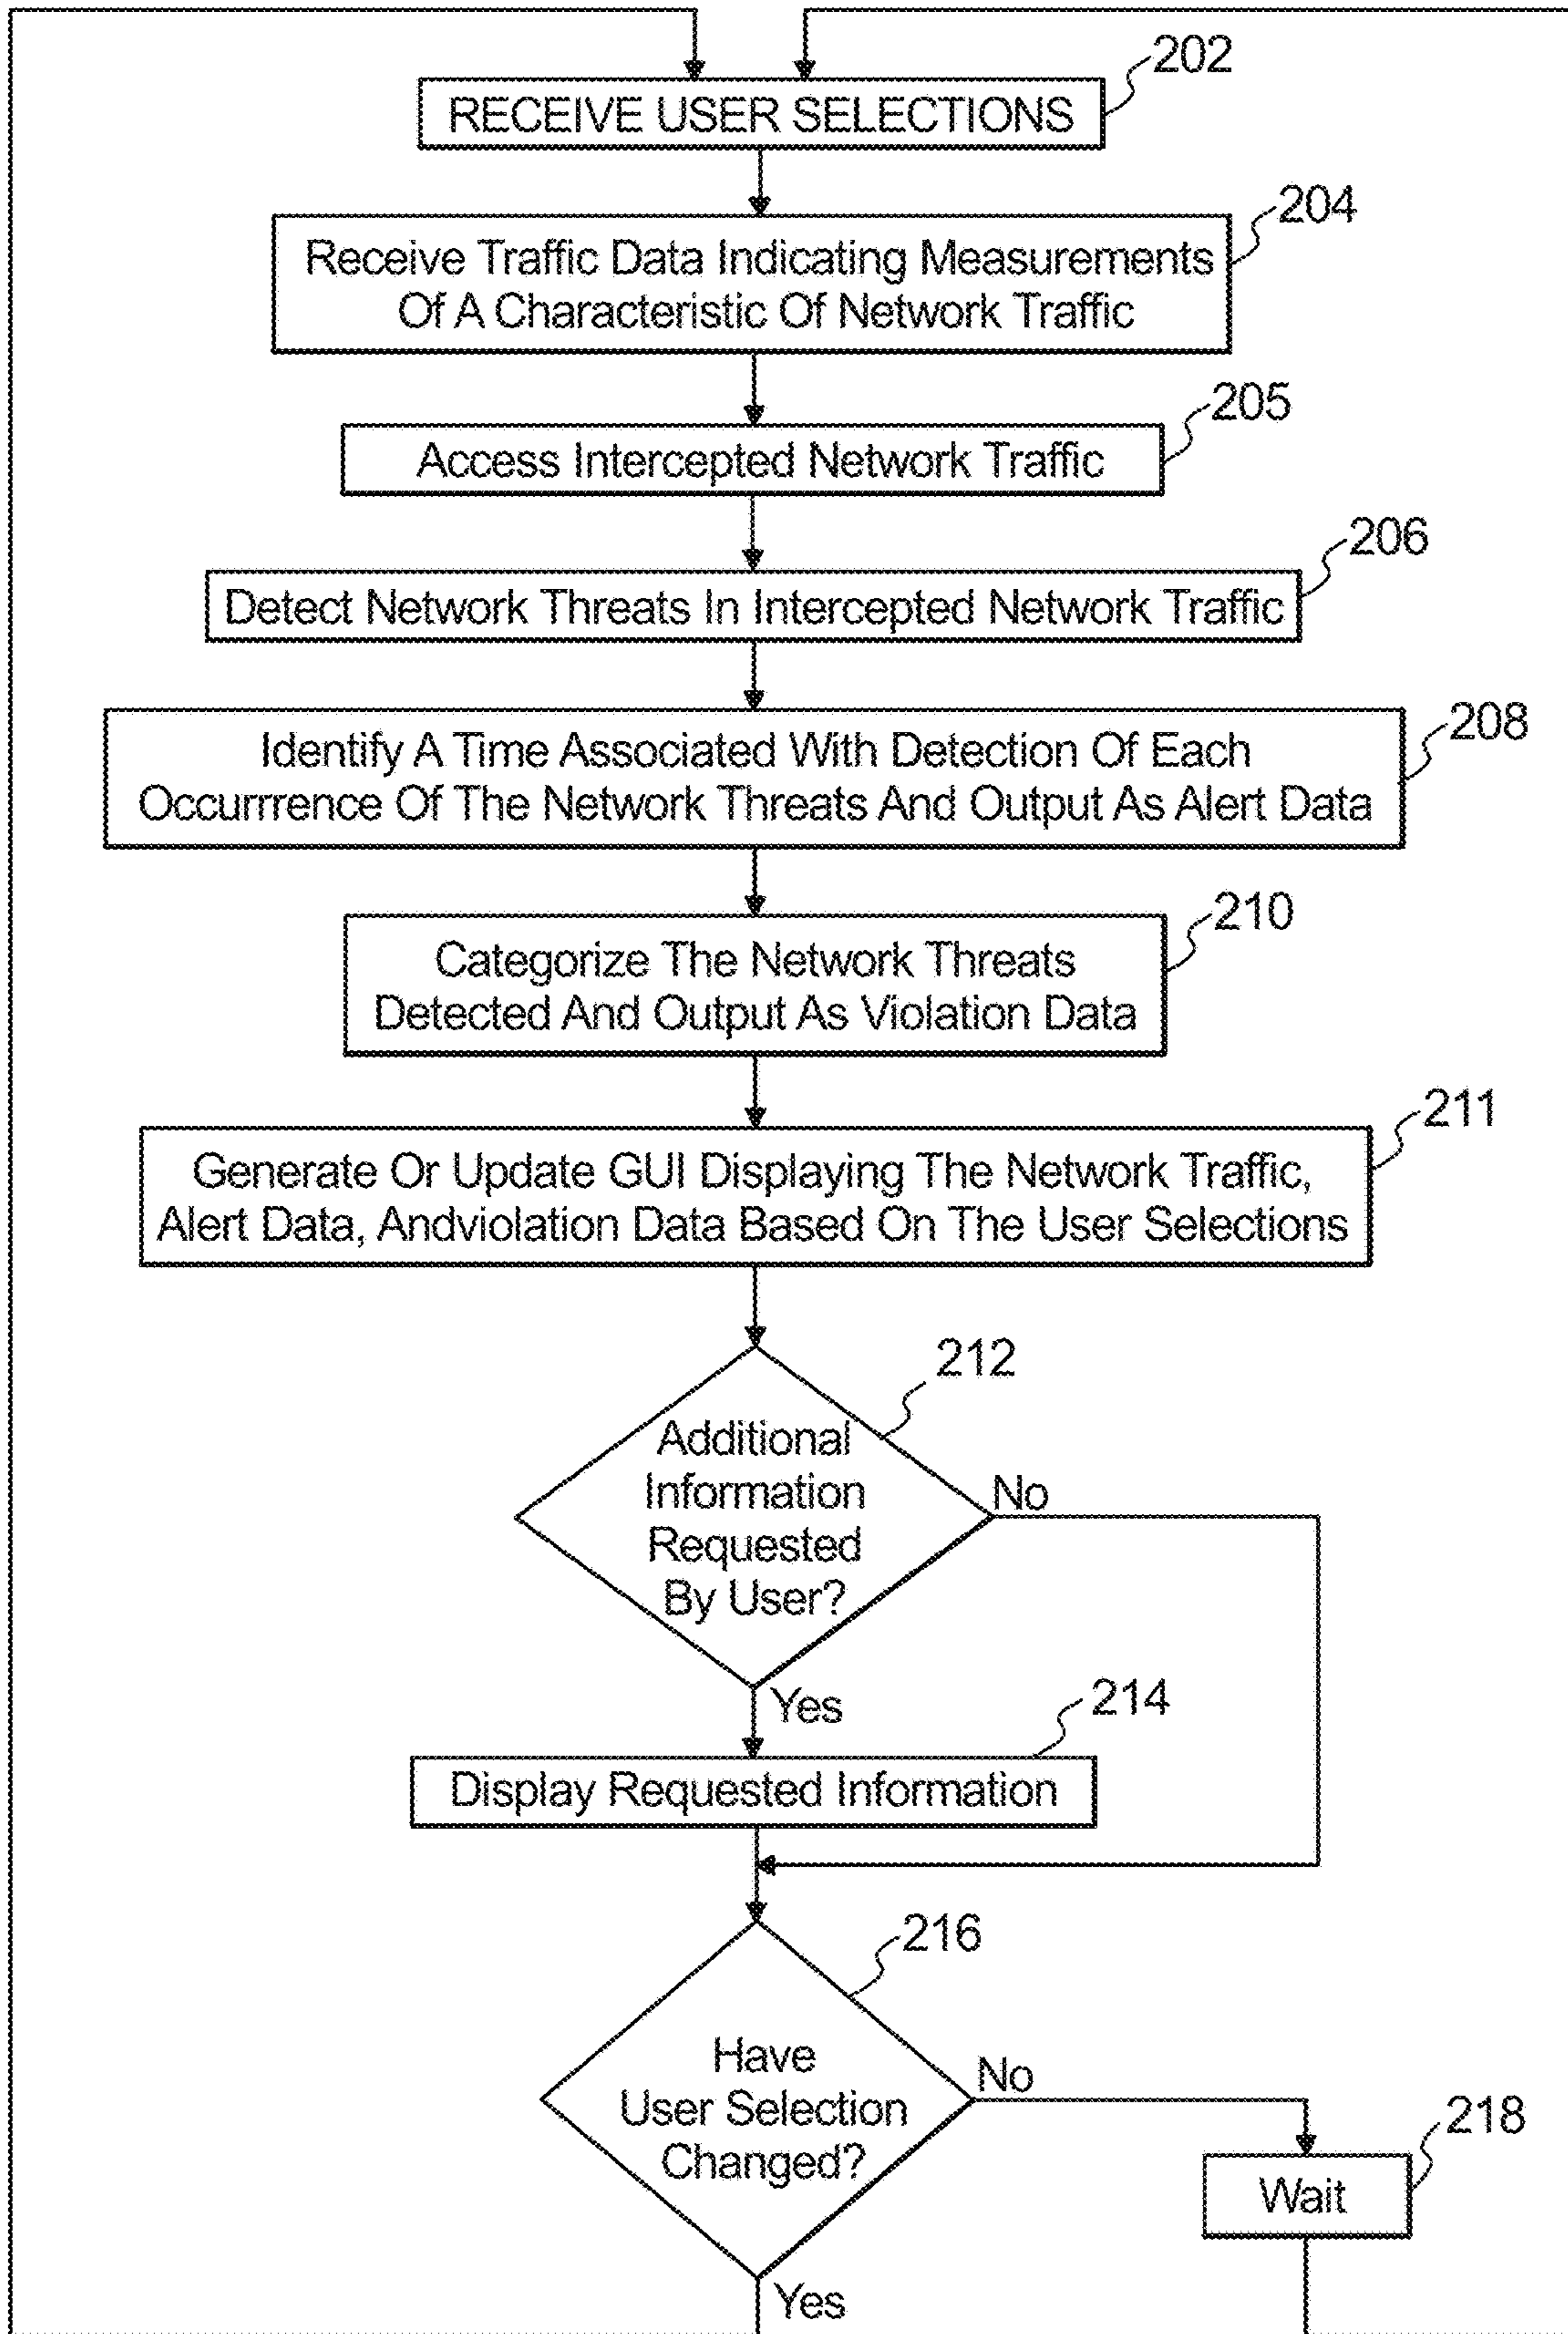 202
RECEIVE USER SELECTIONS
204
Receive Traffic Data Indicating Measurements
Of A Characteristic Of Network Traffic
205
Access Intercepted Network Traffic
206
Detect Network Threats In Intercepted Network Traffic
208
Identify A Time Associated With Detection Of Each
Occurrrence Of The Network Threats And Output As Alert Data
210
Categorize The Network Threats
Detected And Output As Violation Data
211
Generate Or Update GUI Displaying The Network Traffic,
Alert Data, Andviolation Data Based On The User Selections
212
Additional
Information
Requested
By User?
No
Yes
214
Display Requested Information
216
Have
User Selection
Changed?
No
218
Wait
Yes